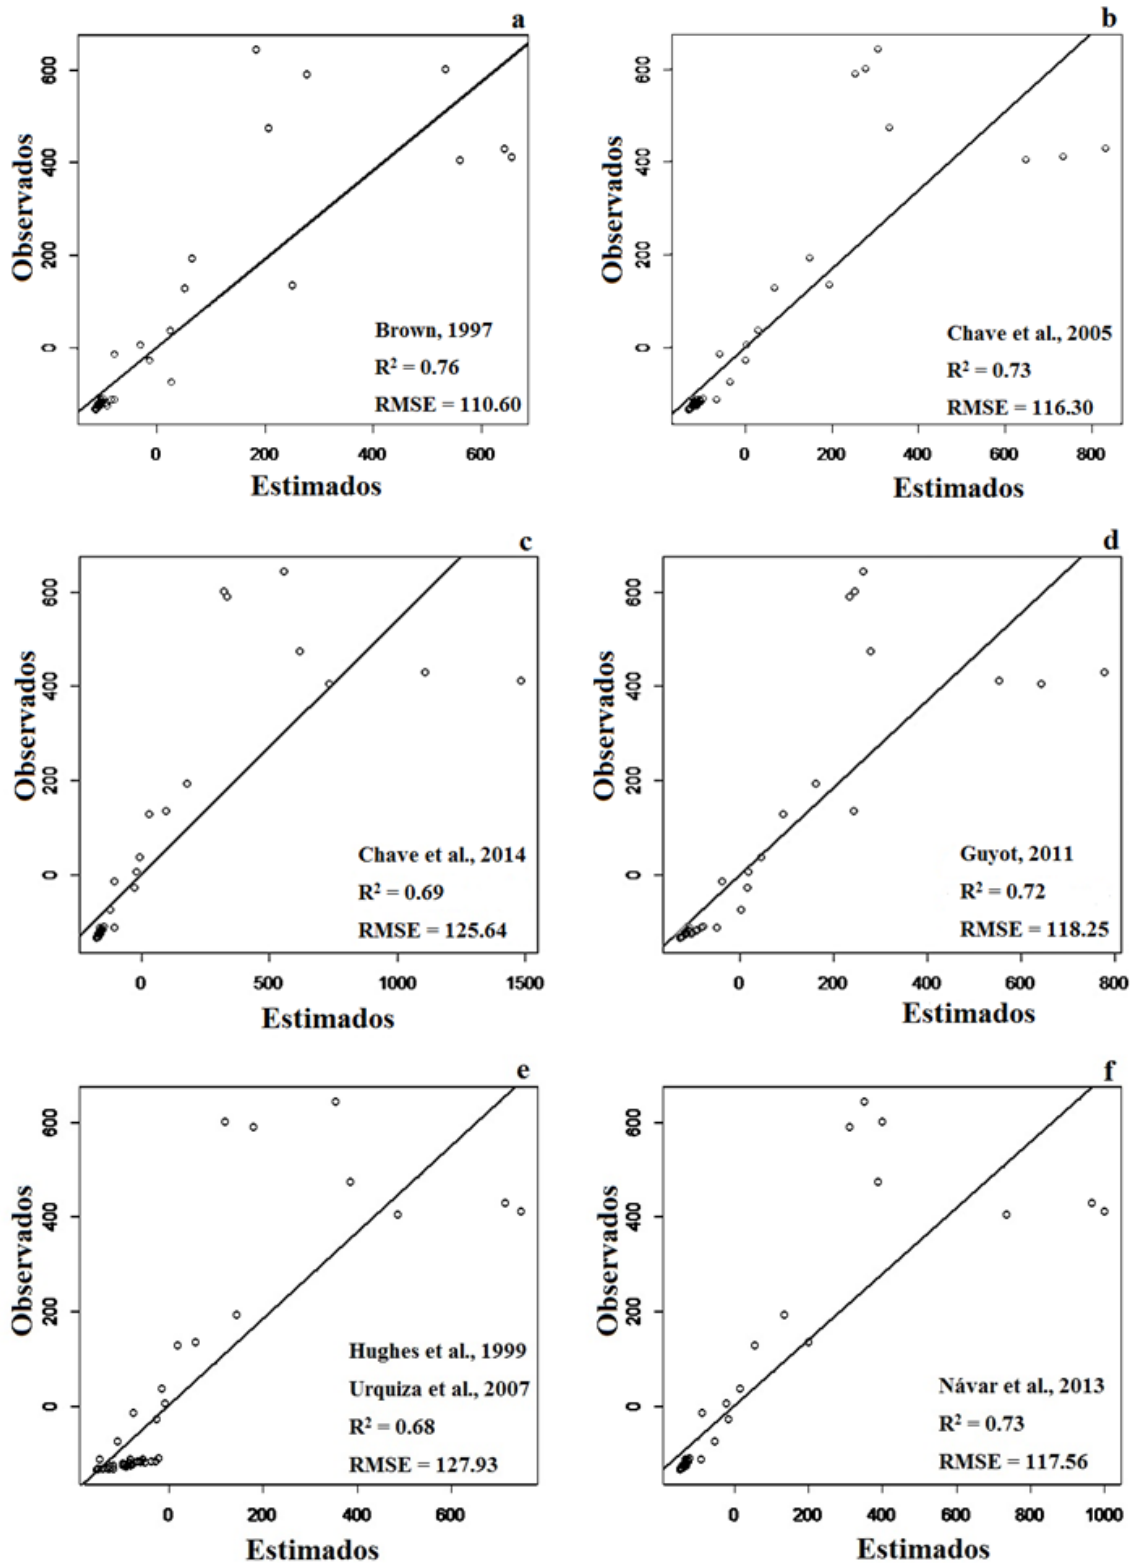 a
600
400
200
0
Observados
Brown, 1997
R² = 0.76
RMSE = 110.60
0 200 400 600
Estimados
b
600
400
200
0
Observados
Chave et al., 2005
R² = 0.73
RMSE = 116.30
0 200 400 600 800
Estimados
c
600
400
200
0
Observados
Chave et al., 2014
R² = 0.69
RMSE = 125.64
0 500 1000 1500
Estimados
d
600
400
200
0
Observados
Guyot, 2011
R² = 0.72
RMSE = 118.25
0 200 400 600 800
Estimados
e
600
400
200
0
Observados
Hughes et al., 1999
Urquiza et al., 2007
R² = 0.68
RMSE = 127.93
0 200 400 600
Estimados
f
600
400
200
0
Observados
Návar et al., 2013
R² = 0.73
RMSE = 117.56
0 200 400 600 800 1000
Estimados